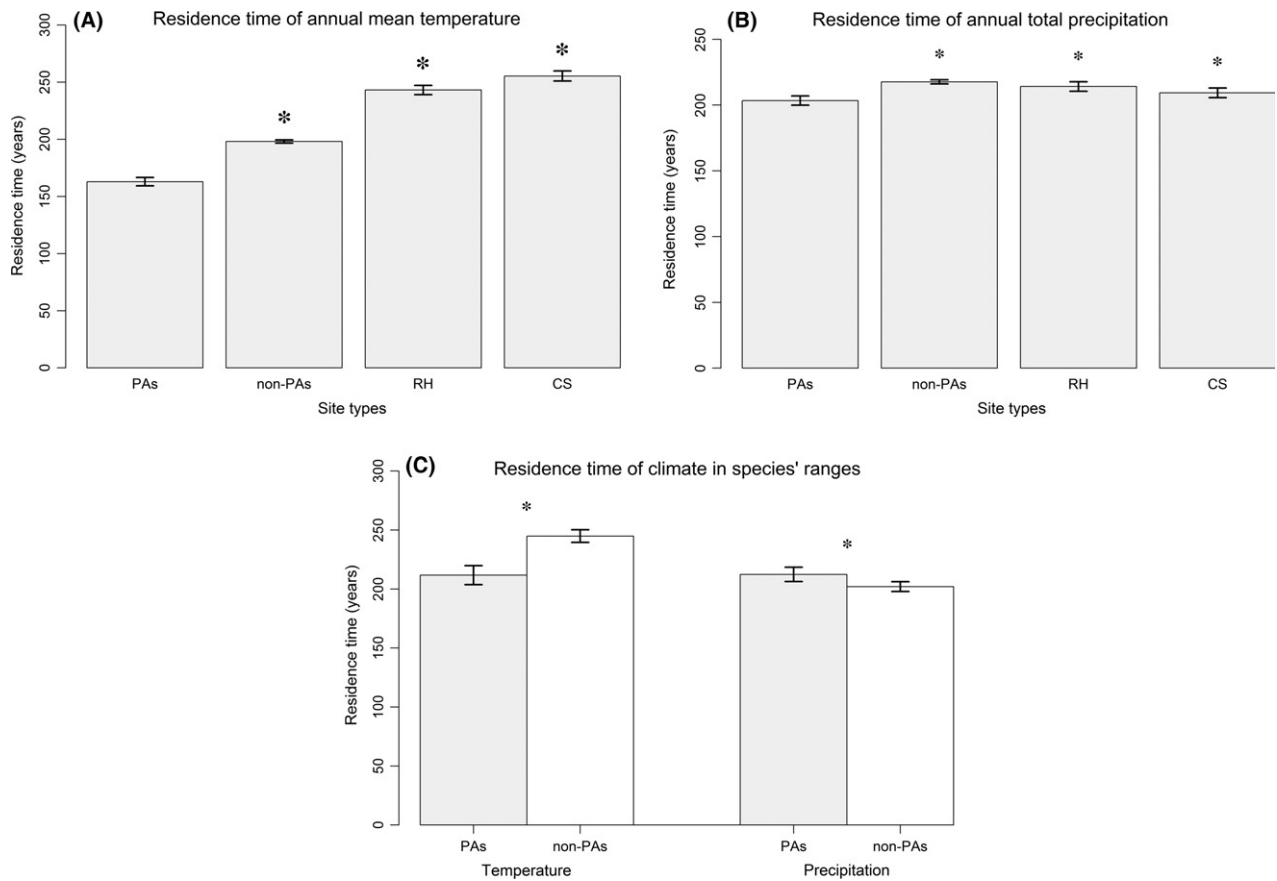 (A) Residence time of annual mean temperature
Residence time (years)
300
250
200
150
100
50
0
*
*
*
PAs non-PAs RH CS
Site types
(B) Residence time of annual total precipitation
Residence time (years)
250
200
150
100
50
0
* * *
PAs non-PAs RH CS
Site types
(C) Residence time of climate in species' ranges
Residence time (years)
300
250
200
150
100
50
0
*
*
PAs non-PAs PAs non-PAs
Temperature Precipitation